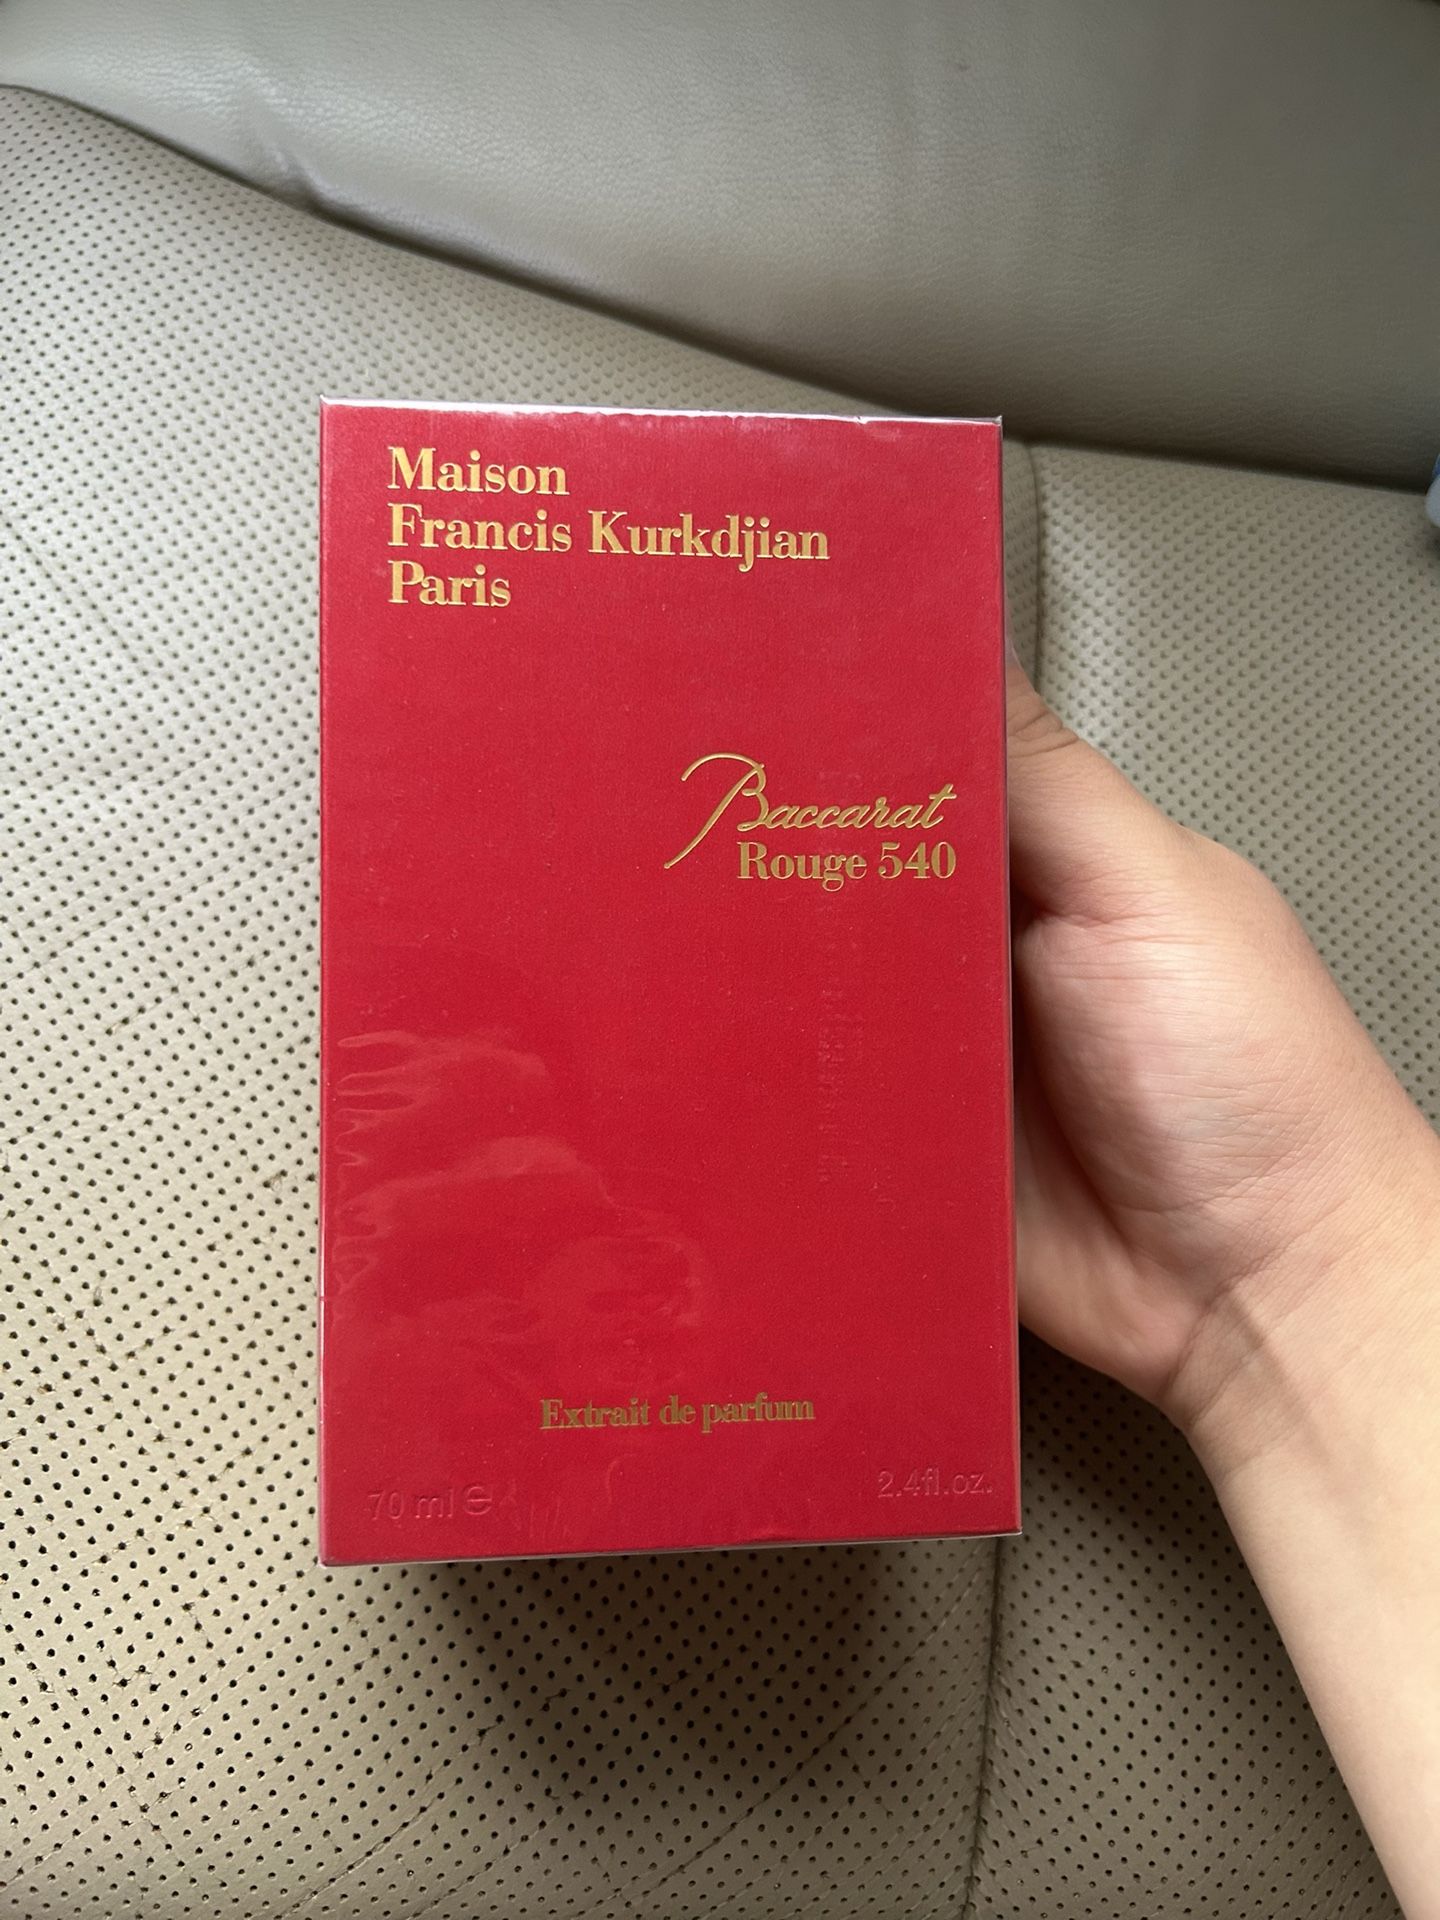 Maison
Francis Kurkdjian
Paris
Baccarat
Rouge 540
Extrait de parfum
70 ml ℮
2.4fl.oz.